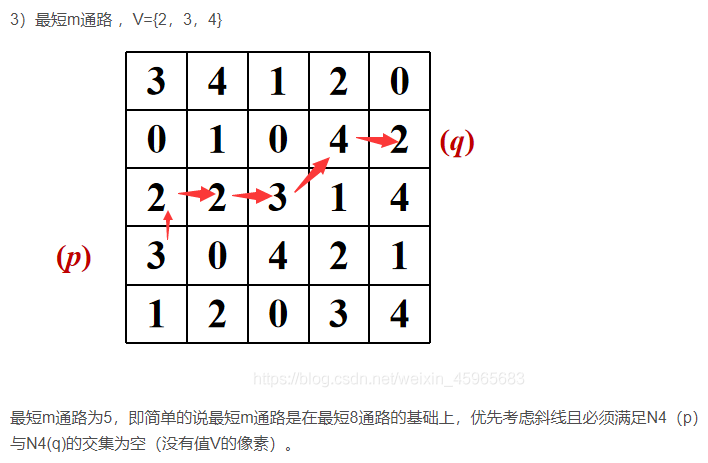 3）最短m通路 ，V={2，3，4}
3 4 1 2 0
0 1 0 4 2 (q)
2 2 3 1 4
(p) 3 0 4 2 1
1 2 0 3 4
https://blog.csdn.net/weixin_45965683
最短m通路为5，即简单的说最短m通路是在最短8通路的基础上，优先考虑斜线且必须满足N4（p）
与N4(q)的交集为空（没有值V的像素）。